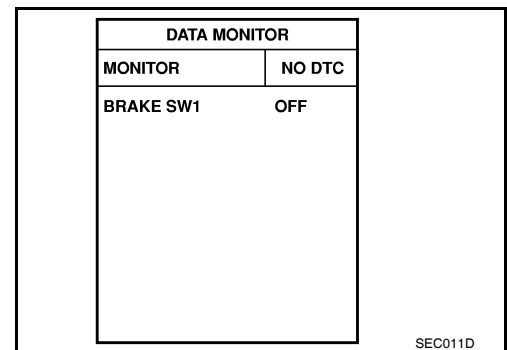 DATA MONITOR
MONITOR NO DTC
BRAKE SW1 OFF
SEC011D